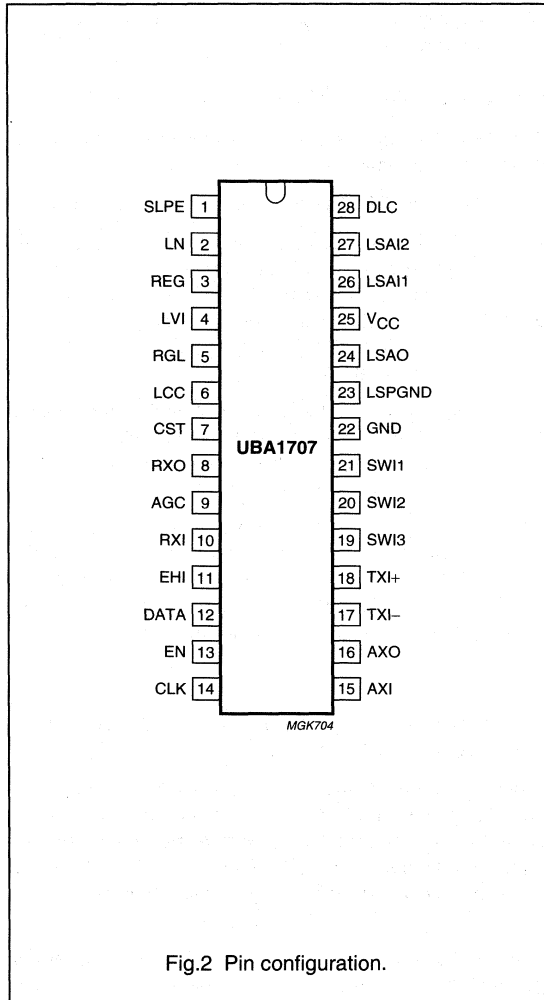 SLPE 1 28 DLC
LN 2 27 LSAI2
REG 3 26 LSAI1
LVI 4 25 VCC
RGL 5 24 LSAO
LCC 6 23 LSPGND
CST 7 22 GND
UBA1707
RXO 8 21 SWI1
AGC 9 20 SWI2
RXI 10 19 SWI3
EHI 11 18 TXI+
DATA 12 17 TXI−
EN 13 16 AXO
CLK 14 15 AXI
MGK704
Fig.2 Pin configuration.